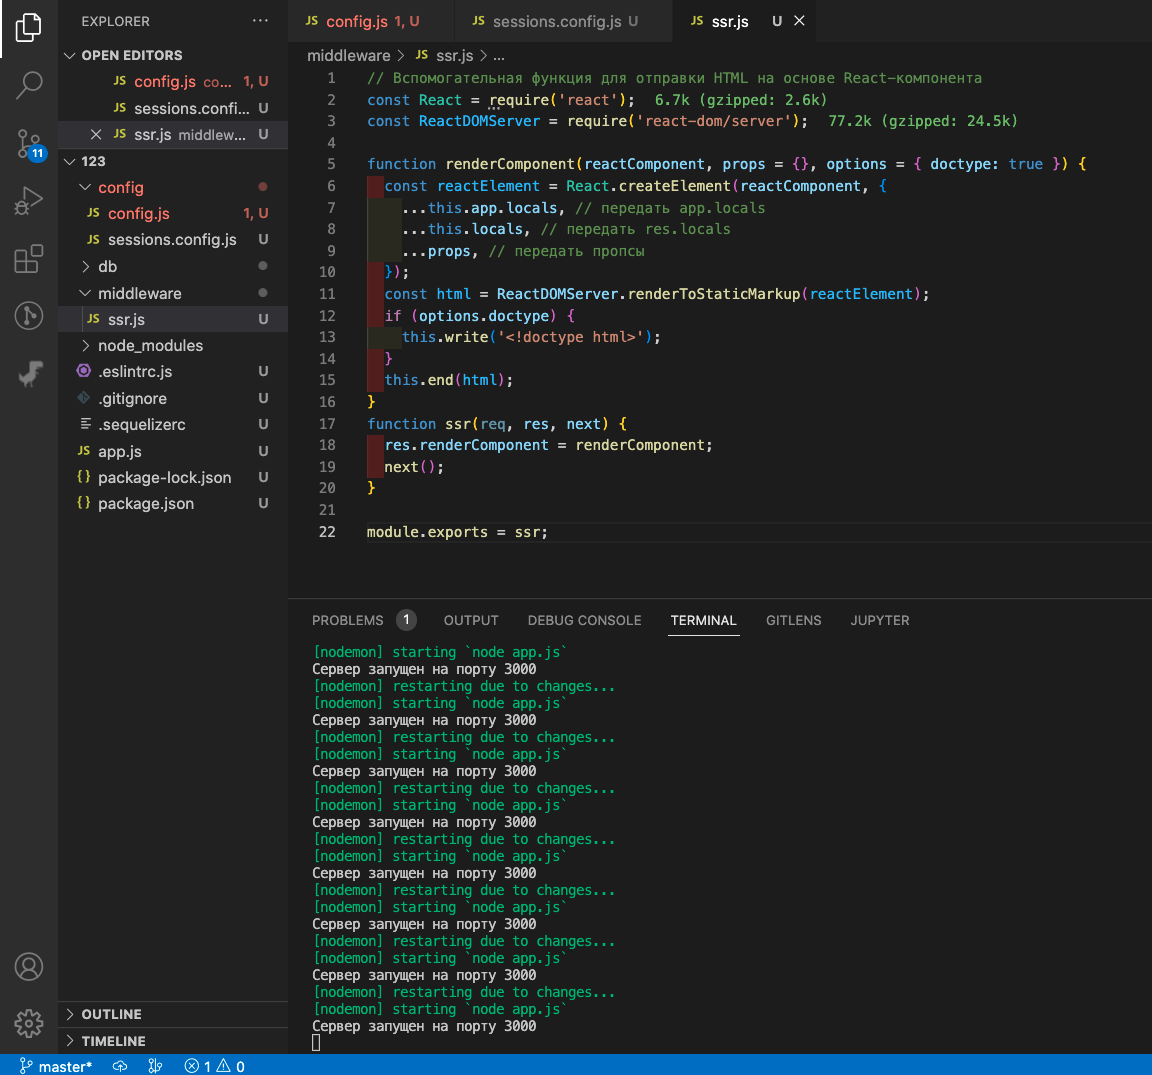 EXPLORER ...
OPEN EDITORS
JS config.js co... 1, U
JS sessions.confi... U
JS ssr.js middlew... U
123
config
JS config.js 1, U
JS sessions.config.js U
db
middleware
JS ssr.js U
node_modules
.eslintrc.js U
.gitignore U
.sequelizerc U
JS app.js U
{} package-lock.json U
{} package.json U
OUTLINE
TIMELINE
11
JS config.js 1, U
JS sessions.config.js U
JS ssr.js U
middleware > JS ssr.js > ...
1 // Вспомогательная функция для отправки HTML на основе React-компонента
2 const React = require('react'); 6.7k (gzipped: 2.6k)
3 const ReactDOMServer = require('react-dom/server'); 77.2k (gzipped: 24.5k)
4
5 function renderComponent(reactComponent, props = {}, options = { doctype: true }) {
6 const reactElement = React.createElement(reactComponent, {
7 ...this.app.locals, // передать app.locals
8 ...this.locals, // передать res.locals
9 ...props, // передать пропсы
10 });
11 const html = ReactDOMServer.renderToStaticMarkup(reactElement);
12 if (options.doctype) {
13 this.write('<!doctype html>');
14 }
15 this.end(html);
16 }
17 function ssr(req, res, next) {
18 res.renderComponent = renderComponent;
19 next();
20 }
21
22 module.exports = ssr;
PROBLEMS 1 OUTPUT DEBUG CONSOLE TERMINAL GITLENS JUPYTER
[nodemon] starting `node app.js`
Сервер запущен на порту 3000
[nodemon] restarting due to changes...
[nodemon] starting `node app.js`
Сервер запущен на порту 3000
[nodemon] restarting due to changes...
[nodemon] starting `node app.js`
Сервер запущен на порту 3000
[nodemon] restarting due to changes...
[nodemon] starting `node app.js`
Сервер запущен на порту 3000
[nodemon] restarting due to changes...
[nodemon] starting `node app.js`
Сервер запущен на порту 3000
[nodemon] restarting due to changes...
[nodemon] starting `node app.js`
Сервер запущен на порту 3000
[nodemon] restarting due to changes...
[nodemon] starting `node app.js`
Сервер запущен на порту 3000
[nodemon] restarting due to changes...
[nodemon] starting `node app.js`
Сервер запущен на порту 3000
master* 1 0